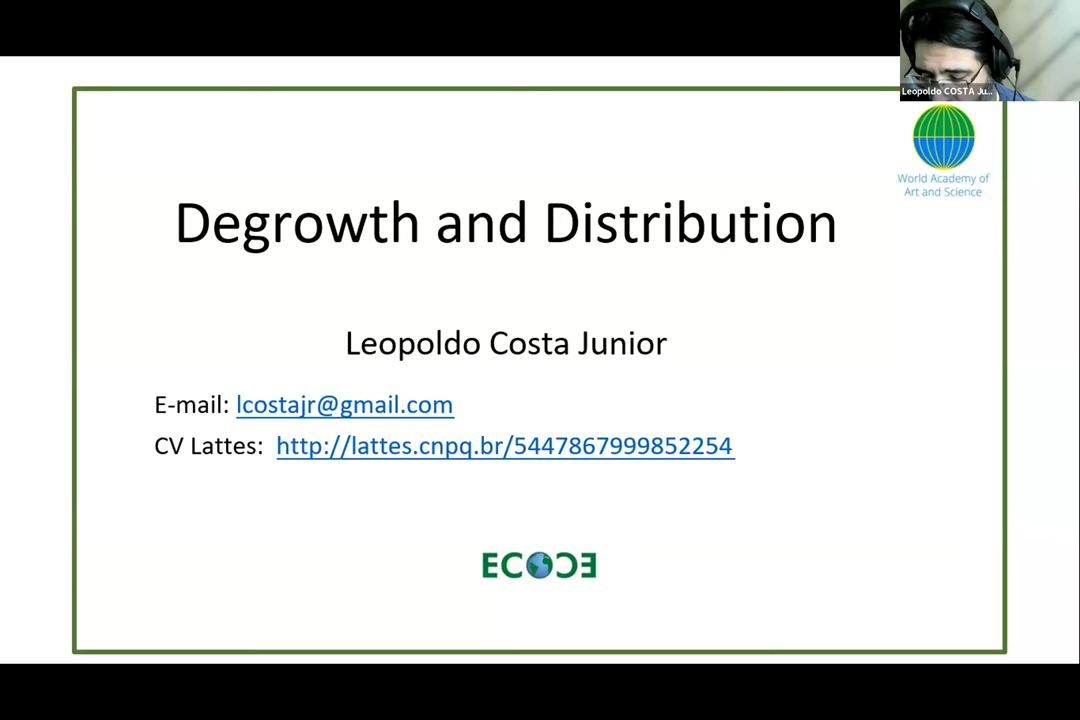 Leopoldo COSTA Ju...
World Academy of
Art and Science
Degrowth and Distribution
Leopoldo Costa Junior
E-mail: lcostajr@gmail.com
CV Lattes: http://lattes.cnpq.br/5447867999852254
ECOCE